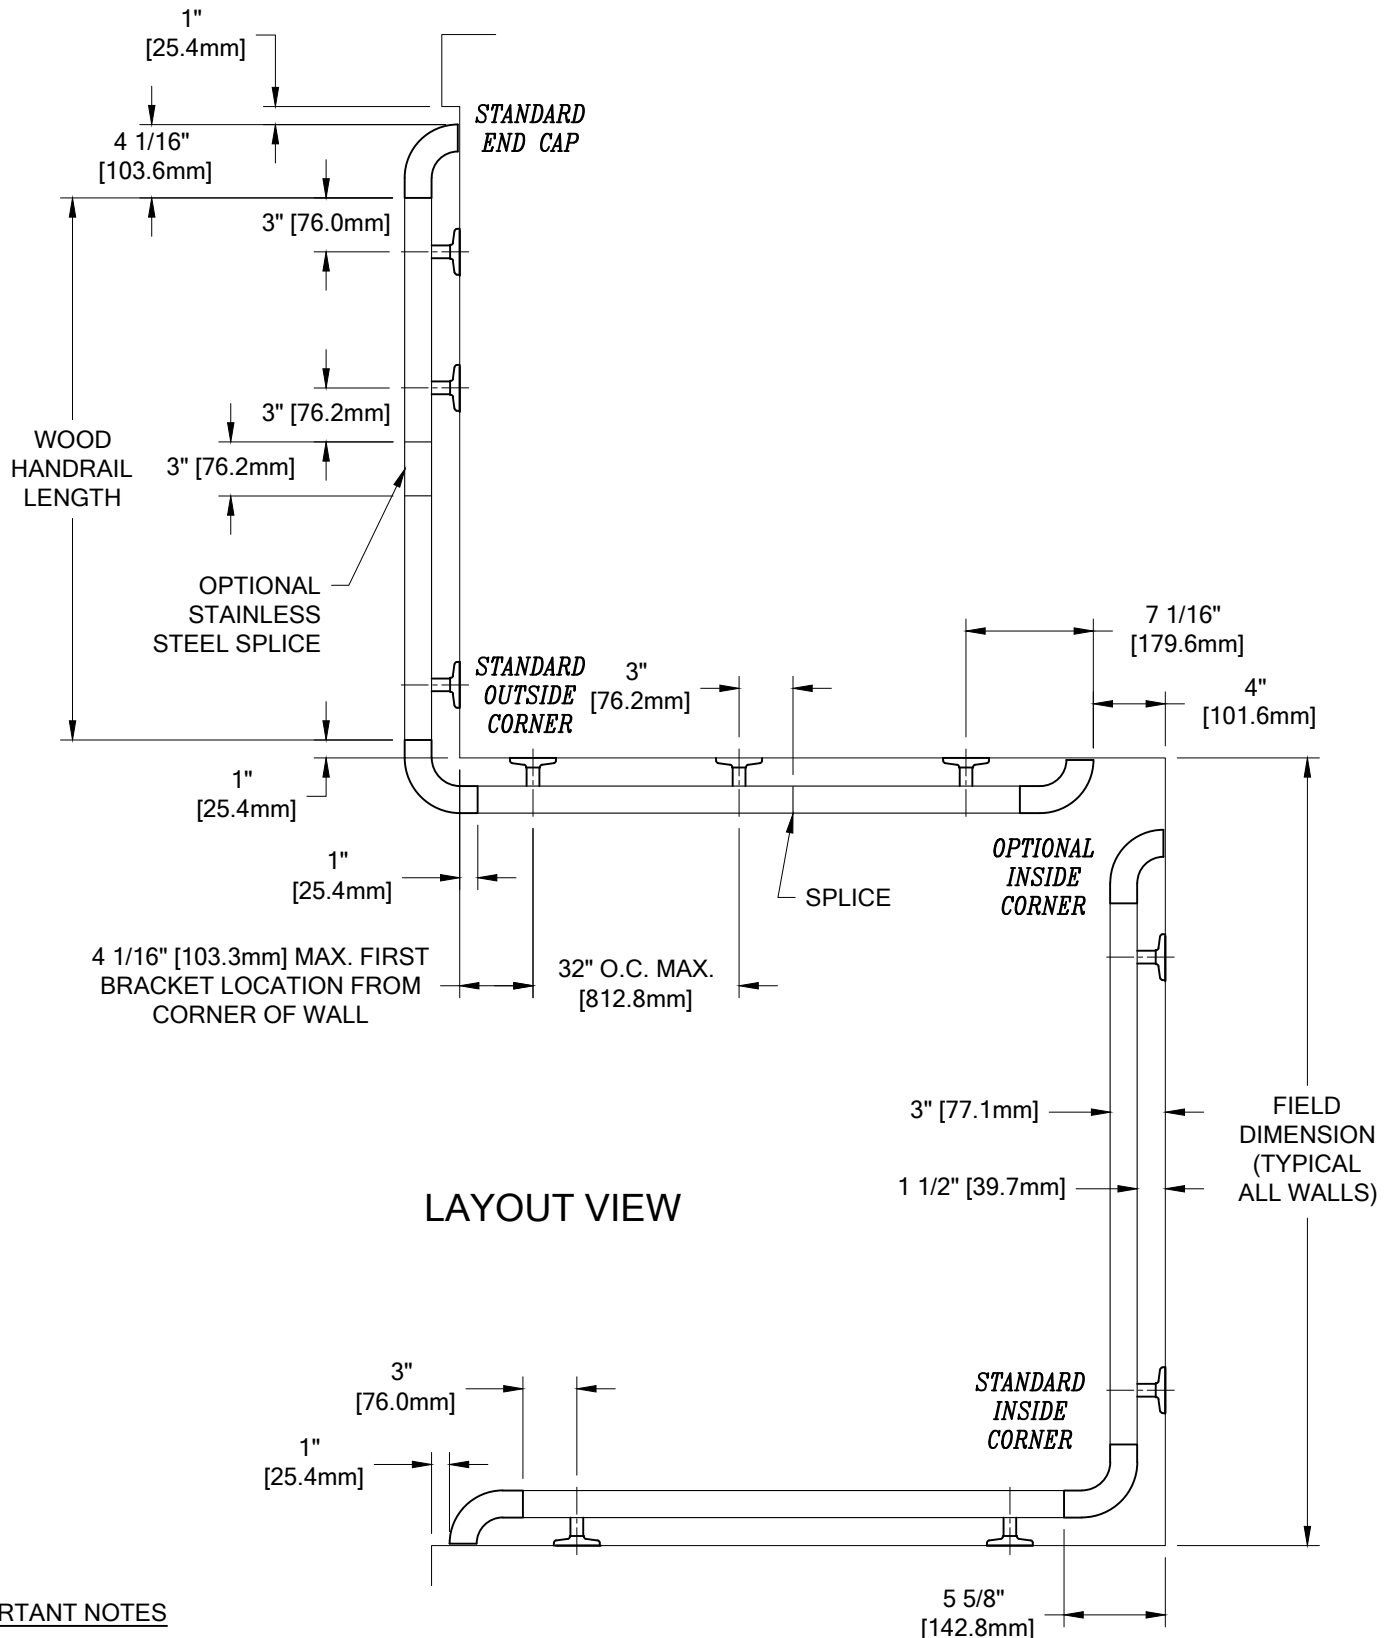 1"
[25.4mm]
STANDARD
END CAP
4 1/16"
[103.6mm]
3" [76.0mm]
3" [76.2mm]
WOOD
HANDRAIL
LENGTH
3" [76.2mm]
OPTIONAL
STAINLESS
STEEL SPLICE
7 1/16"
[179.6mm]
STANDARD
OUTSIDE
CORNER
3"
[76.2mm]
4"
[101.6mm]
1"
[25.4mm]
1"
[25.4mm]
OPTIONAL
INSIDE
CORNER
SPLICE
4 1/16" [103.3mm] MAX. FIRST
BRACKET LOCATION FROM
CORNER OF WALL
32" O.C. MAX.
[812.8mm]
3" [77.1mm]
FIELD
DIMENSION
(TYPICAL
ALL WALLS)
1 1/2" [39.7mm]
LAYOUT VIEW
3"
[76.0mm]
STANDARD
INSIDE
CORNER
1"
[25.4mm]
5 5/8"
[142.8mm]
RTANT NOTES